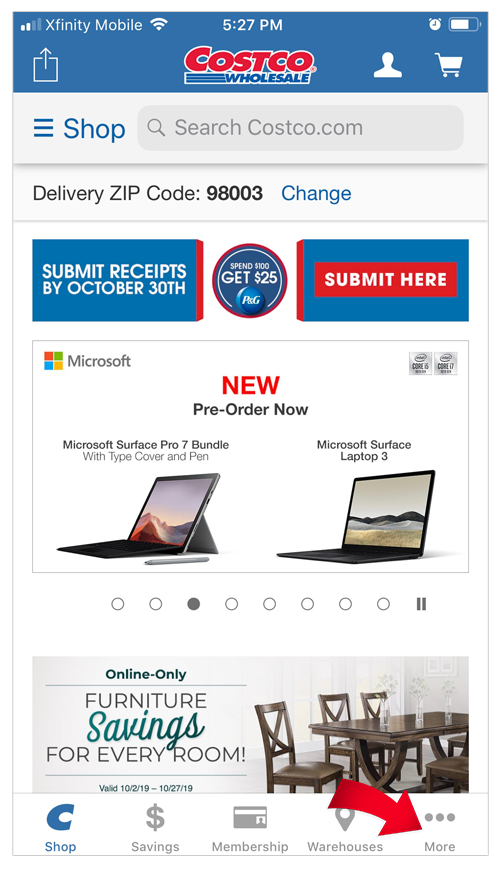 Xfinity Mobile 5:27 PM
COSTCO
WHOLESALE
Shop Search Costco.com
Delivery ZIP Code: 98003 Change
SUBMIT RECEIPTS
BY OCTOBER 30TH
SPEND $100
GET $25
P&G
SUBMIT HERE
Microsoft
intel CORE i5
intel CORE i7
NEW
Pre-Order Now
Microsoft Surface Pro 7 Bundle
With Type Cover and Pen
Microsoft Surface
Laptop 3
Online-Only
FURNITURE
Savings
FOR EVERY ROOM!
Valid 10/2/19 – 10/27/19
Shop Savings Membership Warehouses More